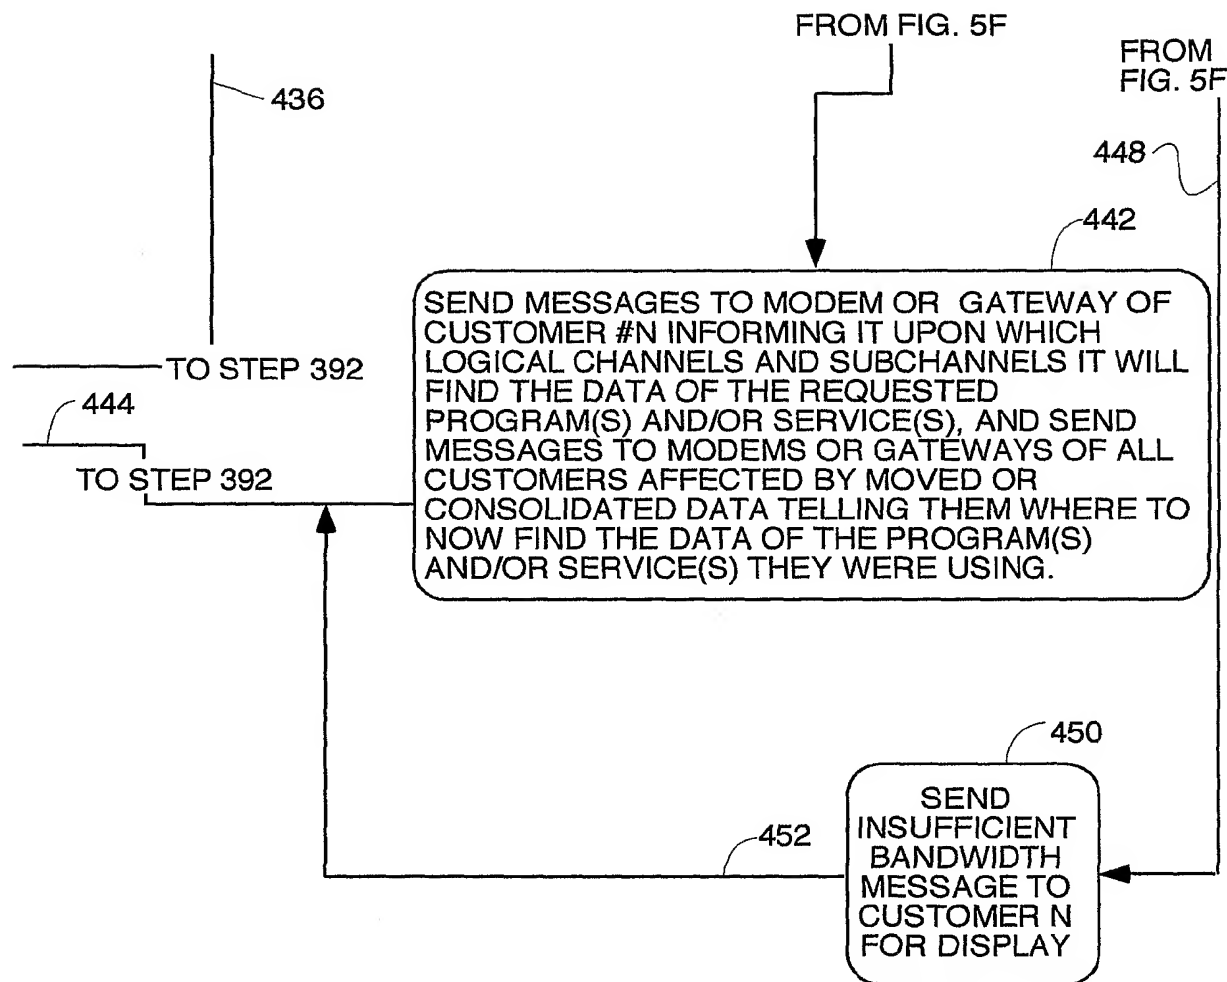 FROM FIG. 5F
FROM
FIG. 5F
436
448
442
SEND MESSAGES TO MODEM OR GATEWAY OF
CUSTOMER #N INFORMING IT UPON WHICH
LOGICAL CHANNELS AND SUBCHANNELS IT WILL
FIND THE DATA OF THE REQUESTED
PROGRAM(S) AND/OR SERVICE(S), AND SEND
MESSAGES TO MODEMS OR GATEWAYS OF ALL
CUSTOMERS AFFECTED BY MOVED OR
CONSOLIDATED DATA TELLING THEM WHERE TO
NOW FIND THE DATA OF THE PROGRAM(S)
AND/OR SERVICE(S) THEY WERE USING.
TO STEP 392
444
TO STEP 392
450
SEND
INSUFFICIENT
BANDWIDTH
MESSAGE TO
CUSTOMER N
FOR DISPLAY
452